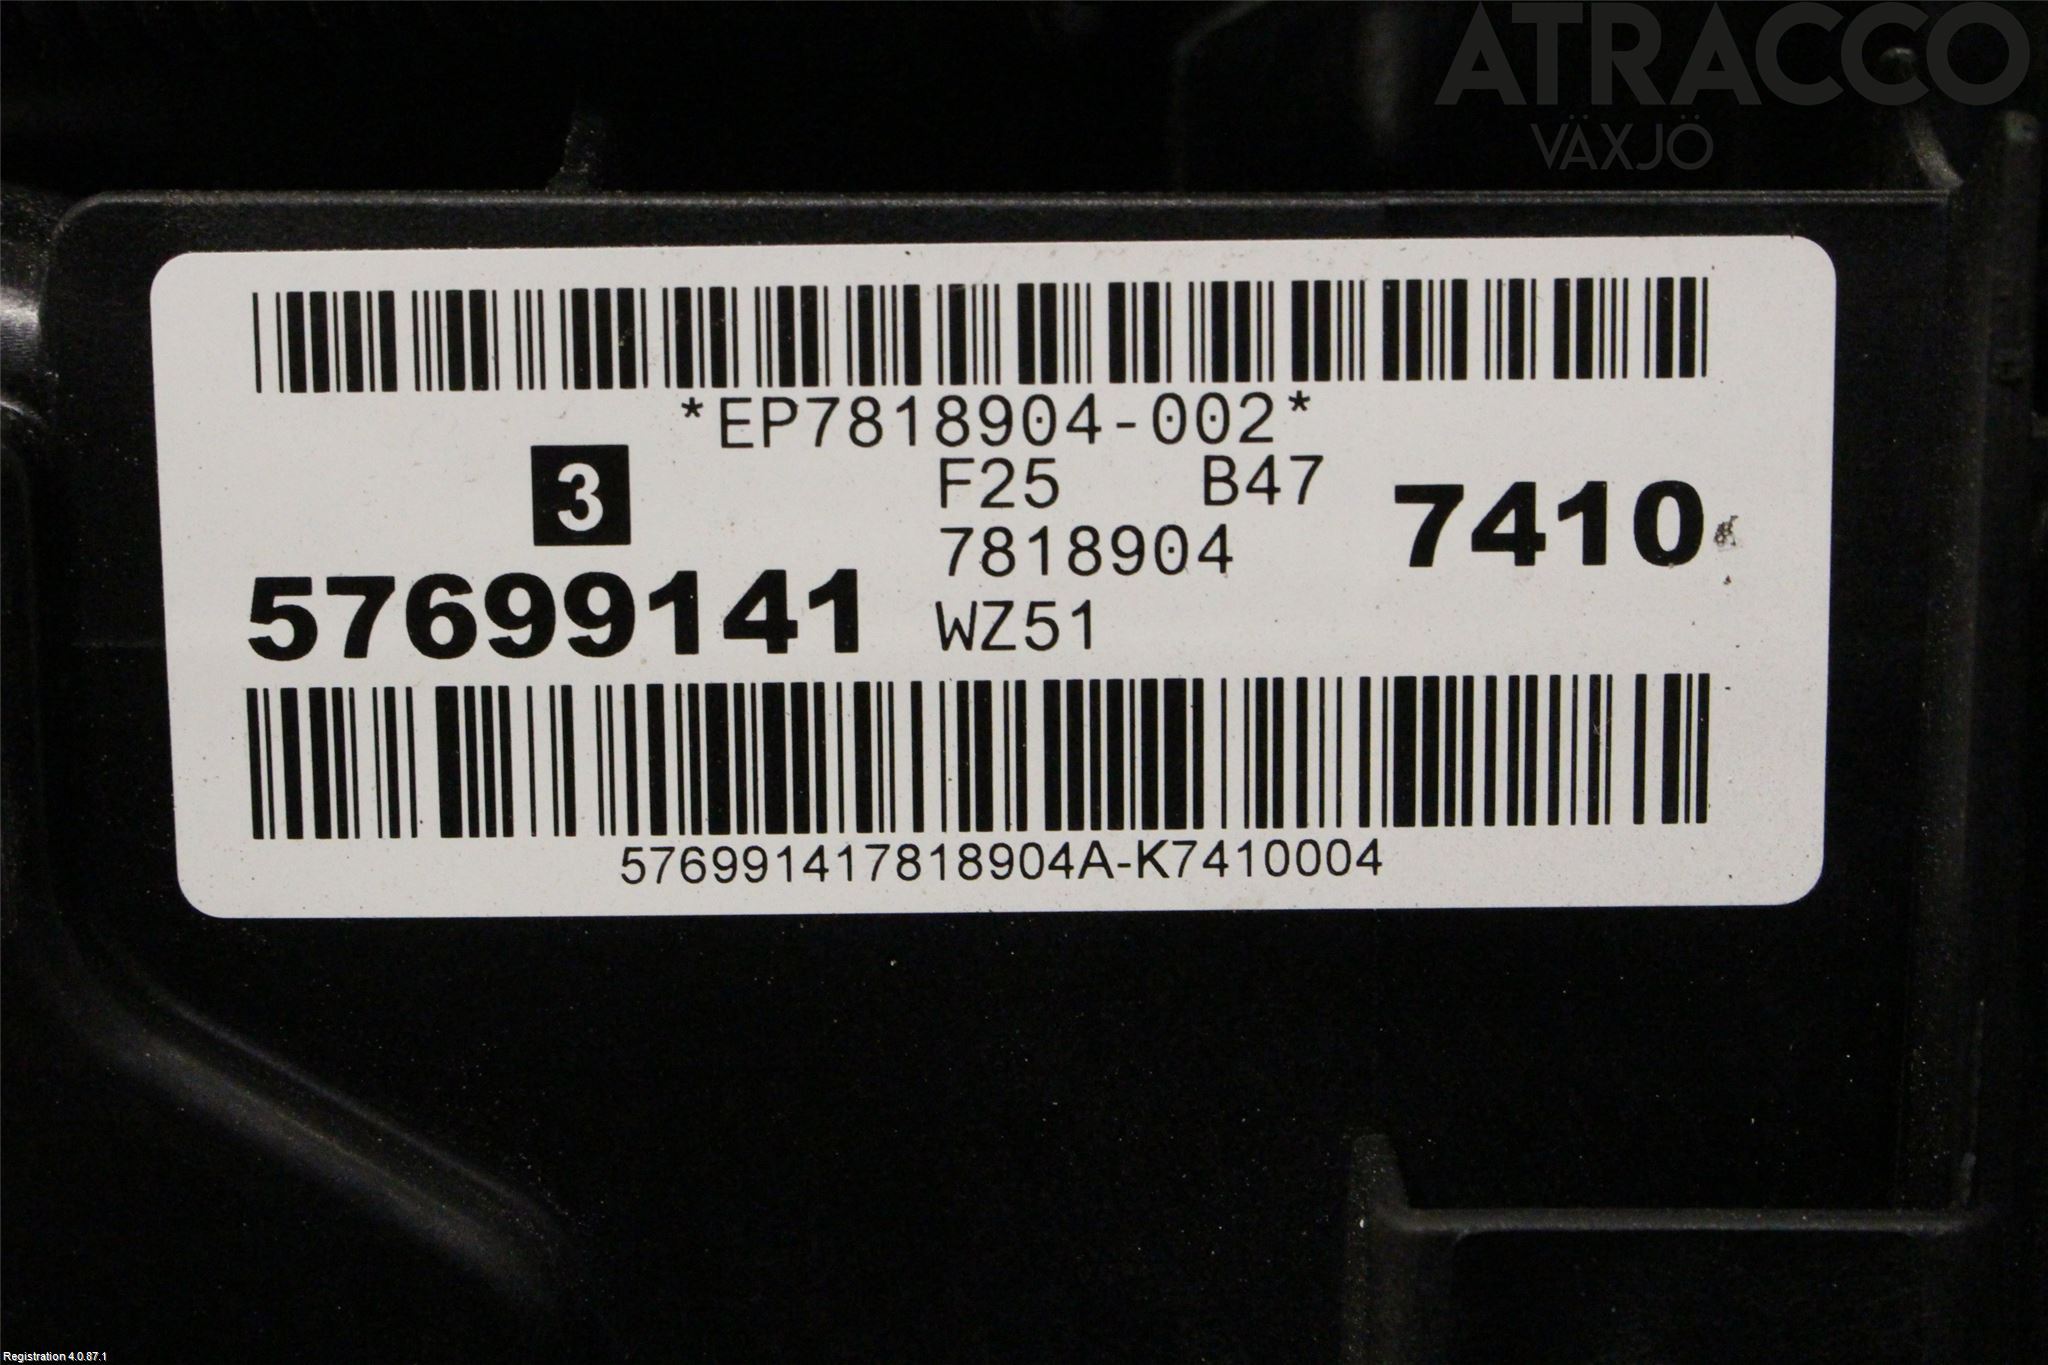 ATRACCO
VÄXJÖ
*EP7818904-002*
3
F25 B47
7410
7818904
57699141
WZ51
576991417818904A-K7410004
Registration 4.0.87.1